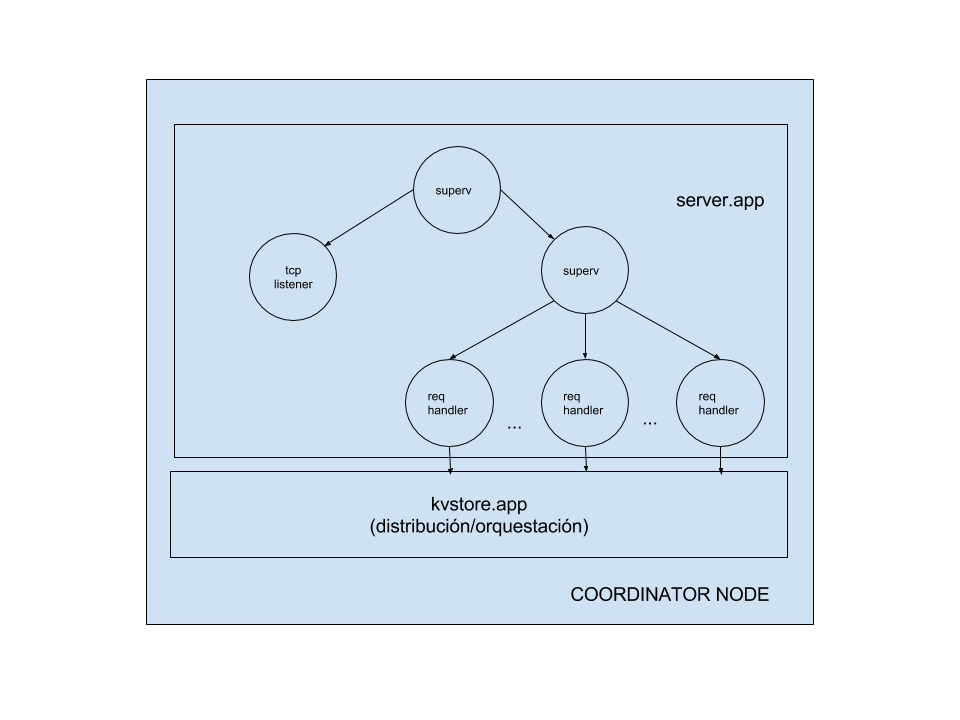 superv
server.app
tcp
listener
superv
req
handler
req
handler
req
handler
...
...
kvstore.app
(distribución/orquestación)
COORDINATOR NODE